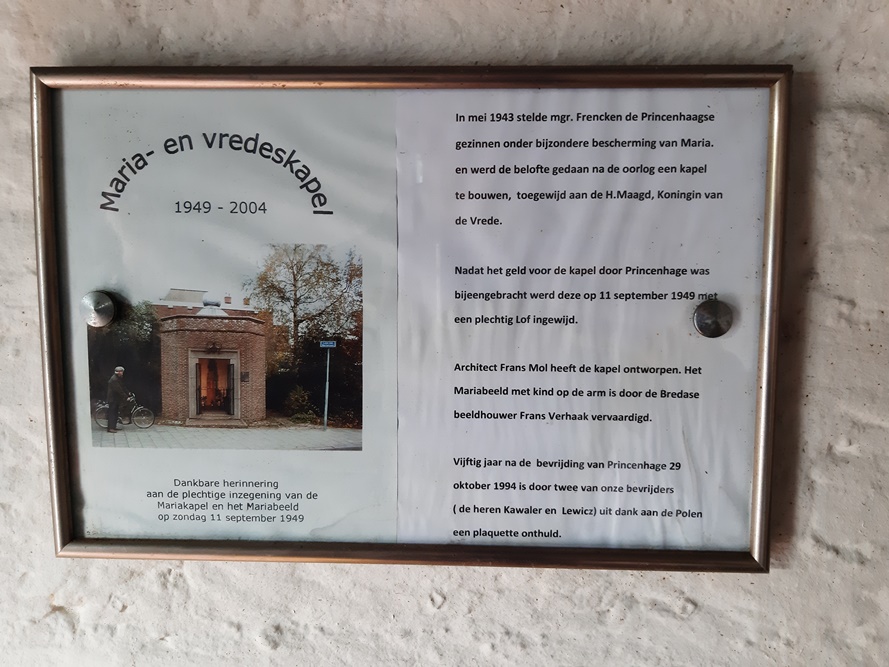 Maria- en vredeskapel
1949 - 2004
Dankbare herinnering
aan de plechtige inzegening van de
Mariakapel en het Mariabeeld
op zondag 11 september 1949
In mei 1943 stelde mgr. Frencken de Princenhaagse
gezinnen onder bijzondere bescherming van Maria.
en werd de belofte gedaan na de oorlog een kapel
te bouwen, toegewijd aan de H.Maagd, Koningin van
de Vrede.
Nadat het geld voor de kapel door Princenhage was
bijeengebracht werd deze op 11 september 1949 met
een plechtig Lof ingewijd.
Architect Frans Mol heeft de kapel ontworpen. Het
Mariabeeld met kind op de arm is door de Bredase
beeldhouwer Frans Verhaak vervaardigd.
Vijftig jaar na de bevrijding van Princenhage 29
oktober 1994 is door twee van onze bevrijders
( de heren Kawaler en Lewicz) uit dank aan de Polen
een plaquette onthuld.